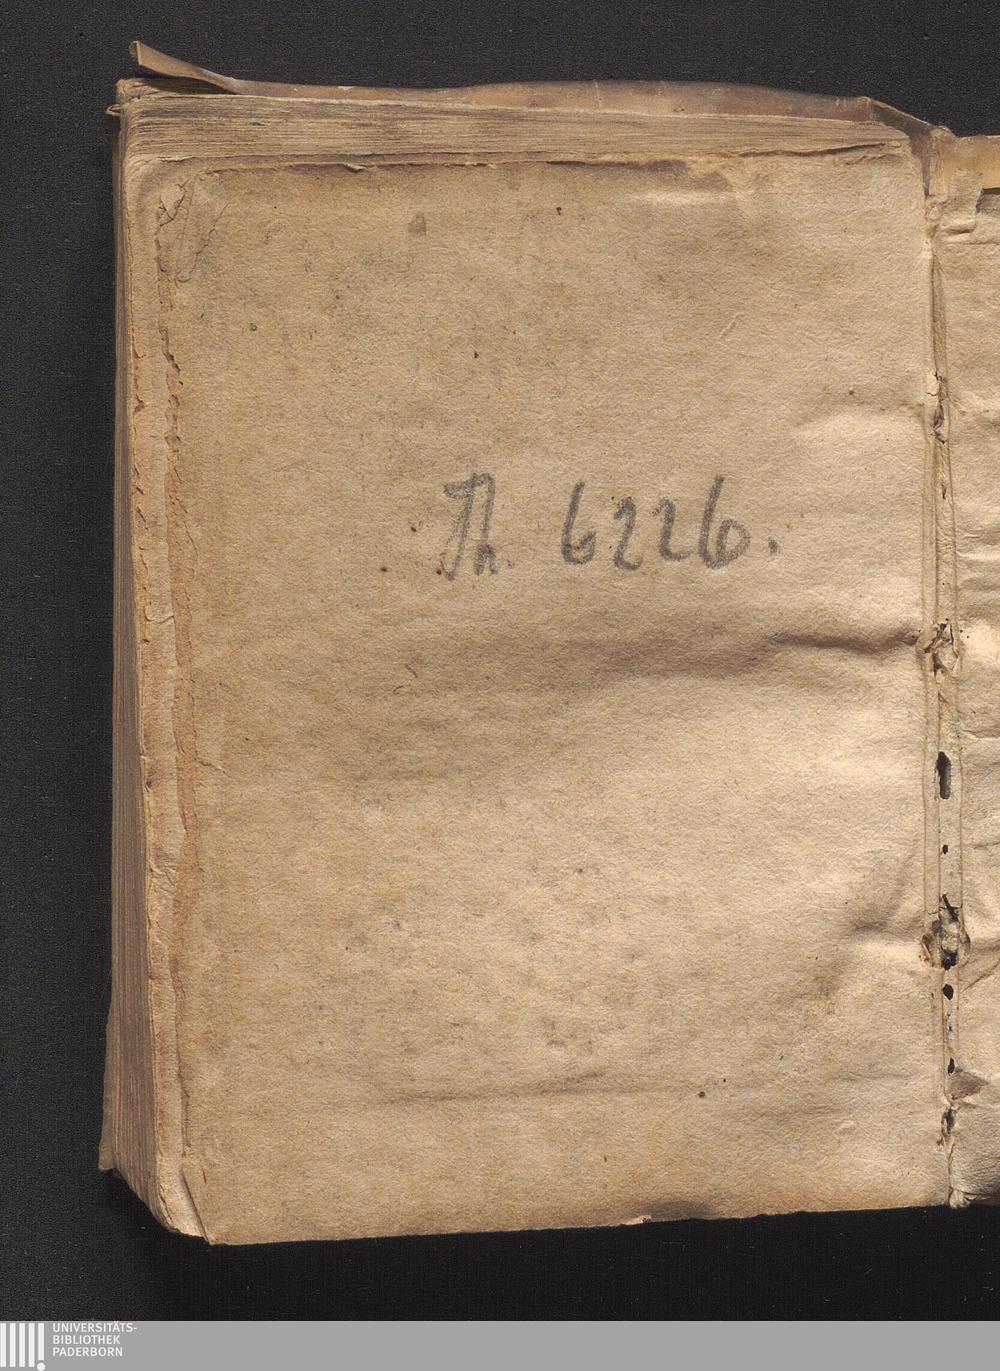 Th. 6226.
UNIVERSITÄTS-
BIBLIOTHEK
PADERBORN